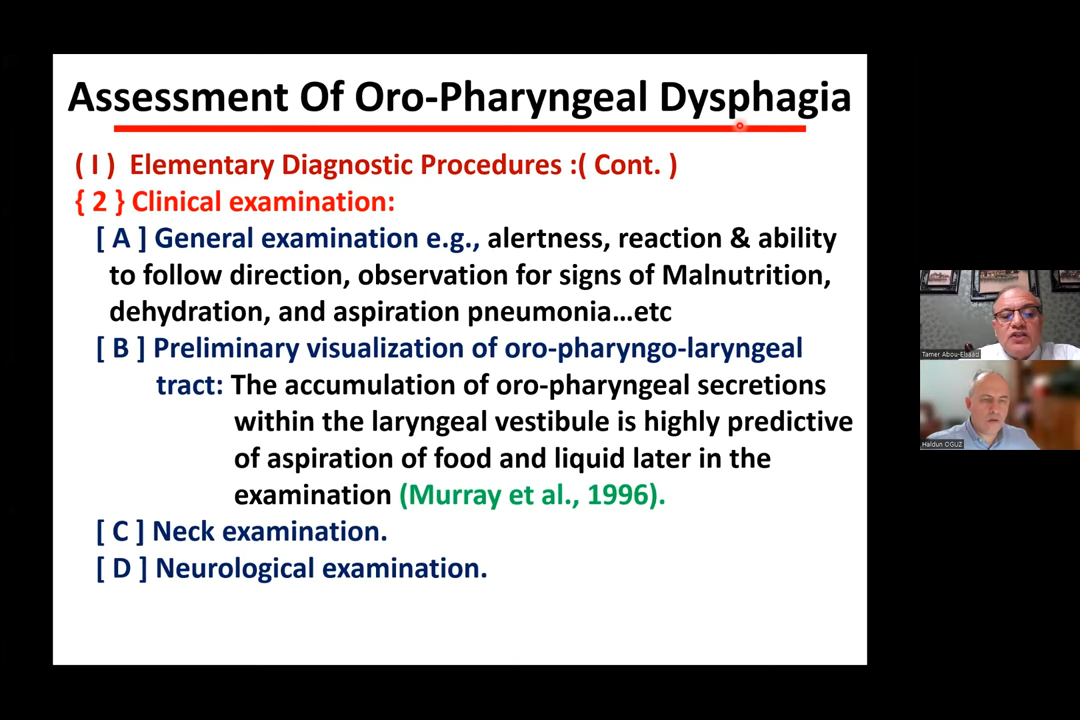 Assessment Of Oro-Pharyngeal Dysphagia
( I ) Elementary Diagnostic Procedures :( Cont. )
{ 2 } Clinical examination:
[ A ] General examination e.g., alertness, reaction & ability
to follow direction, observation for signs of Malnutrition,
dehydration, and aspiration pneumonia…etc
[ B ] Preliminary visualization of oro-pharyngo-laryngeal
tract: The accumulation of oro-pharyngeal secretions
within the laryngeal vestibule is highly predictive
of aspiration of food and liquid later in the
examination (Murray et al., 1996).
[ C ] Neck examination.
[ D ] Neurological examination.
Tamer Abou-Elsaad
Haldun OGUZ